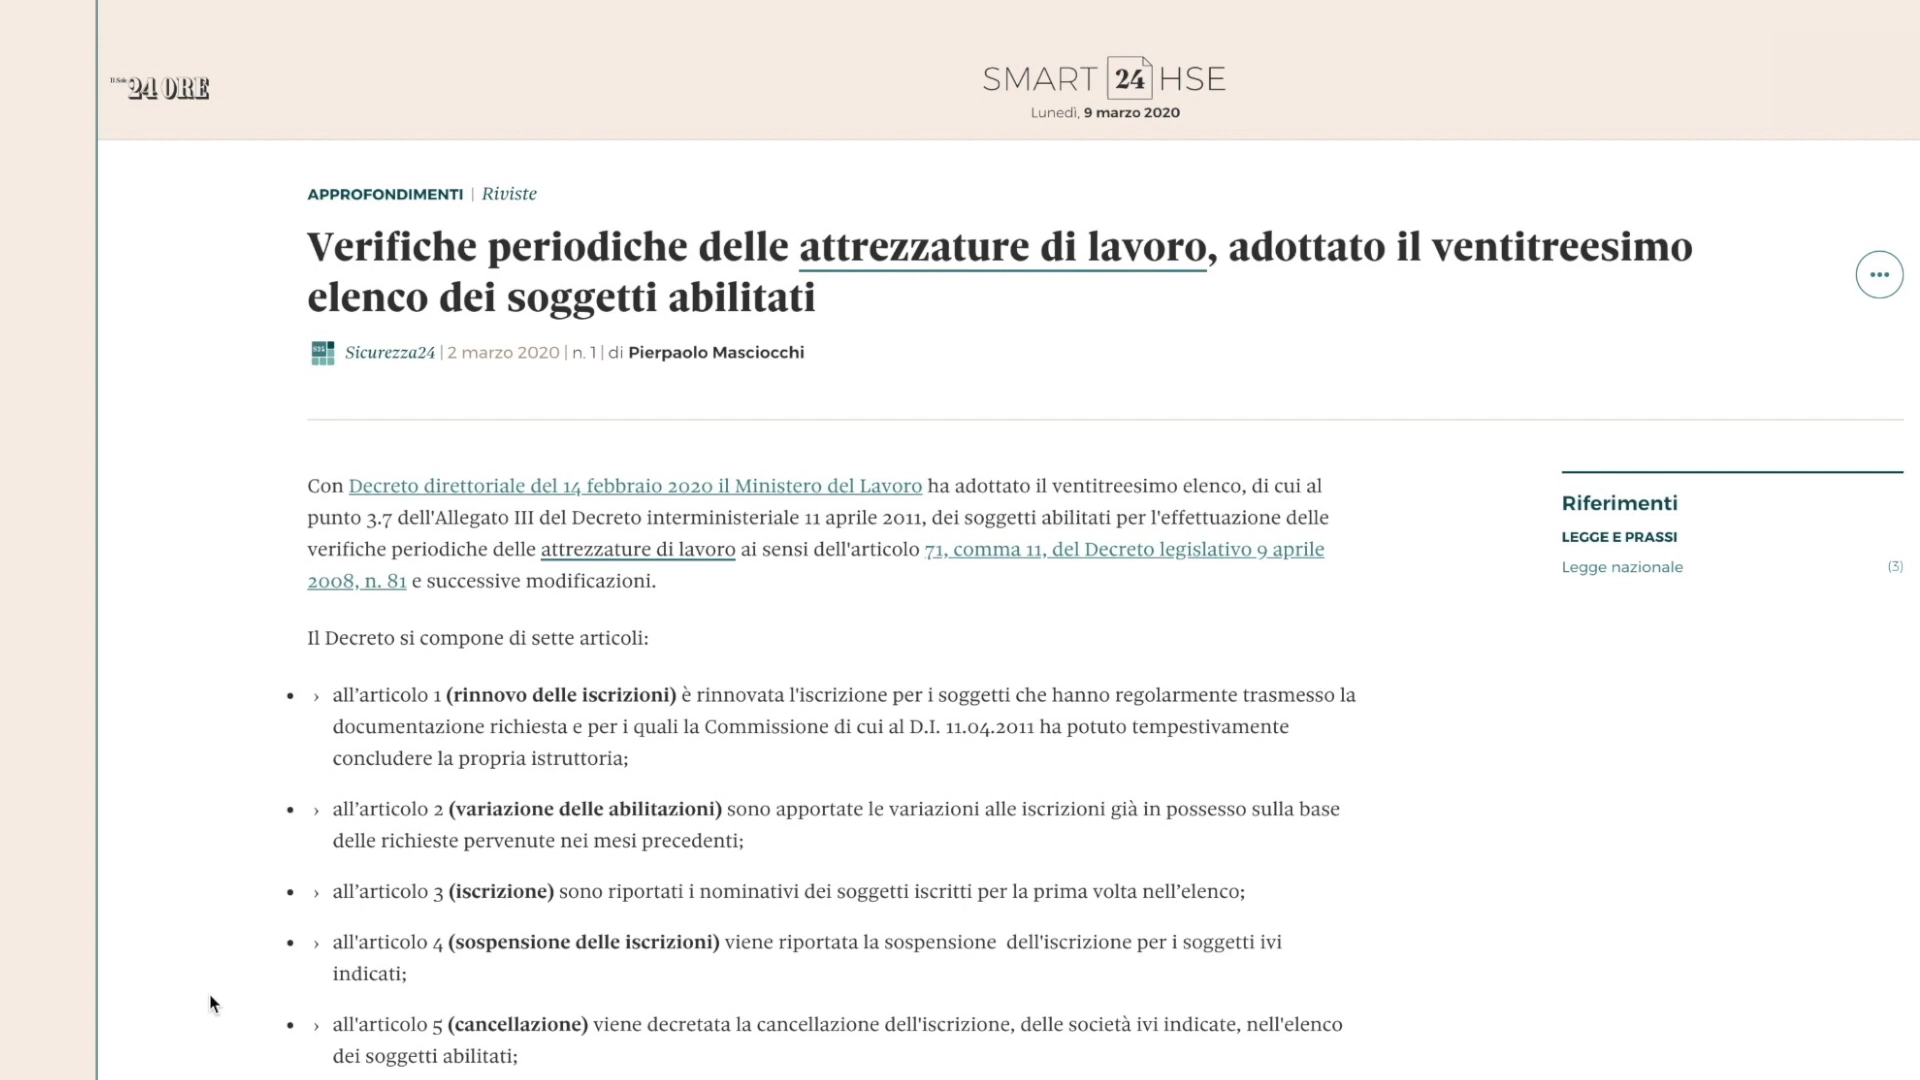 Il Sole
24 ORE
SMART 24 HSE
Lunedì, 9 marzo 2020
APPROFONDIMENTI | Riviste
Verifiche periodiche delle attrezzature di lavoro, adottato il ventitreesimo
elenco dei soggetti abilitati
Sicurezza24 | 2 marzo 2020 | n. 1 | di Pierpaolo Masciocchi
Con Decreto direttoriale del 14 febbraio 2020 il Ministero del Lavoro ha adottato il ventitreesimo elenco, di cui al
punto 3.7 dell'Allegato III del Decreto interministeriale 11 aprile 2011, dei soggetti abilitati per l'effettuazione delle
verifiche periodiche delle attrezzature di lavoro ai sensi dell'articolo 71, comma 11, del Decreto legislativo 9 aprile
2008, n. 81 e successive modificazioni.
Il Decreto si compone di sette articoli:
• › all’articolo 1 (rinnovo delle iscrizioni) è rinnovata l'iscrizione per i soggetti che hanno regolarmente trasmesso la
documentazione richiesta e per i quali la Commissione di cui al D.I. 11.04.2011 ha potuto tempestivamente
concludere la propria istruttoria;
• › all’articolo 2 (variazione delle abilitazioni) sono apportate le variazioni alle iscrizioni già in possesso sulla base
delle richieste pervenute nei mesi precedenti;
• › all’articolo 3 (iscrizione) sono riportati i nominativi dei soggetti iscritti per la prima volta nell’elenco;
• › all'articolo 4 (sospensione delle iscrizioni) viene riportata la sospensione  dell'iscrizione per i soggetti ivi
indicati;
• › all'articolo 5 (cancellazione) viene decretata la cancellazione dell'iscrizione, delle società ivi indicate, nell'elenco
dei soggetti abilitati;
Riferimenti
LEGGE E PRASSI
Legge nazionale (3)